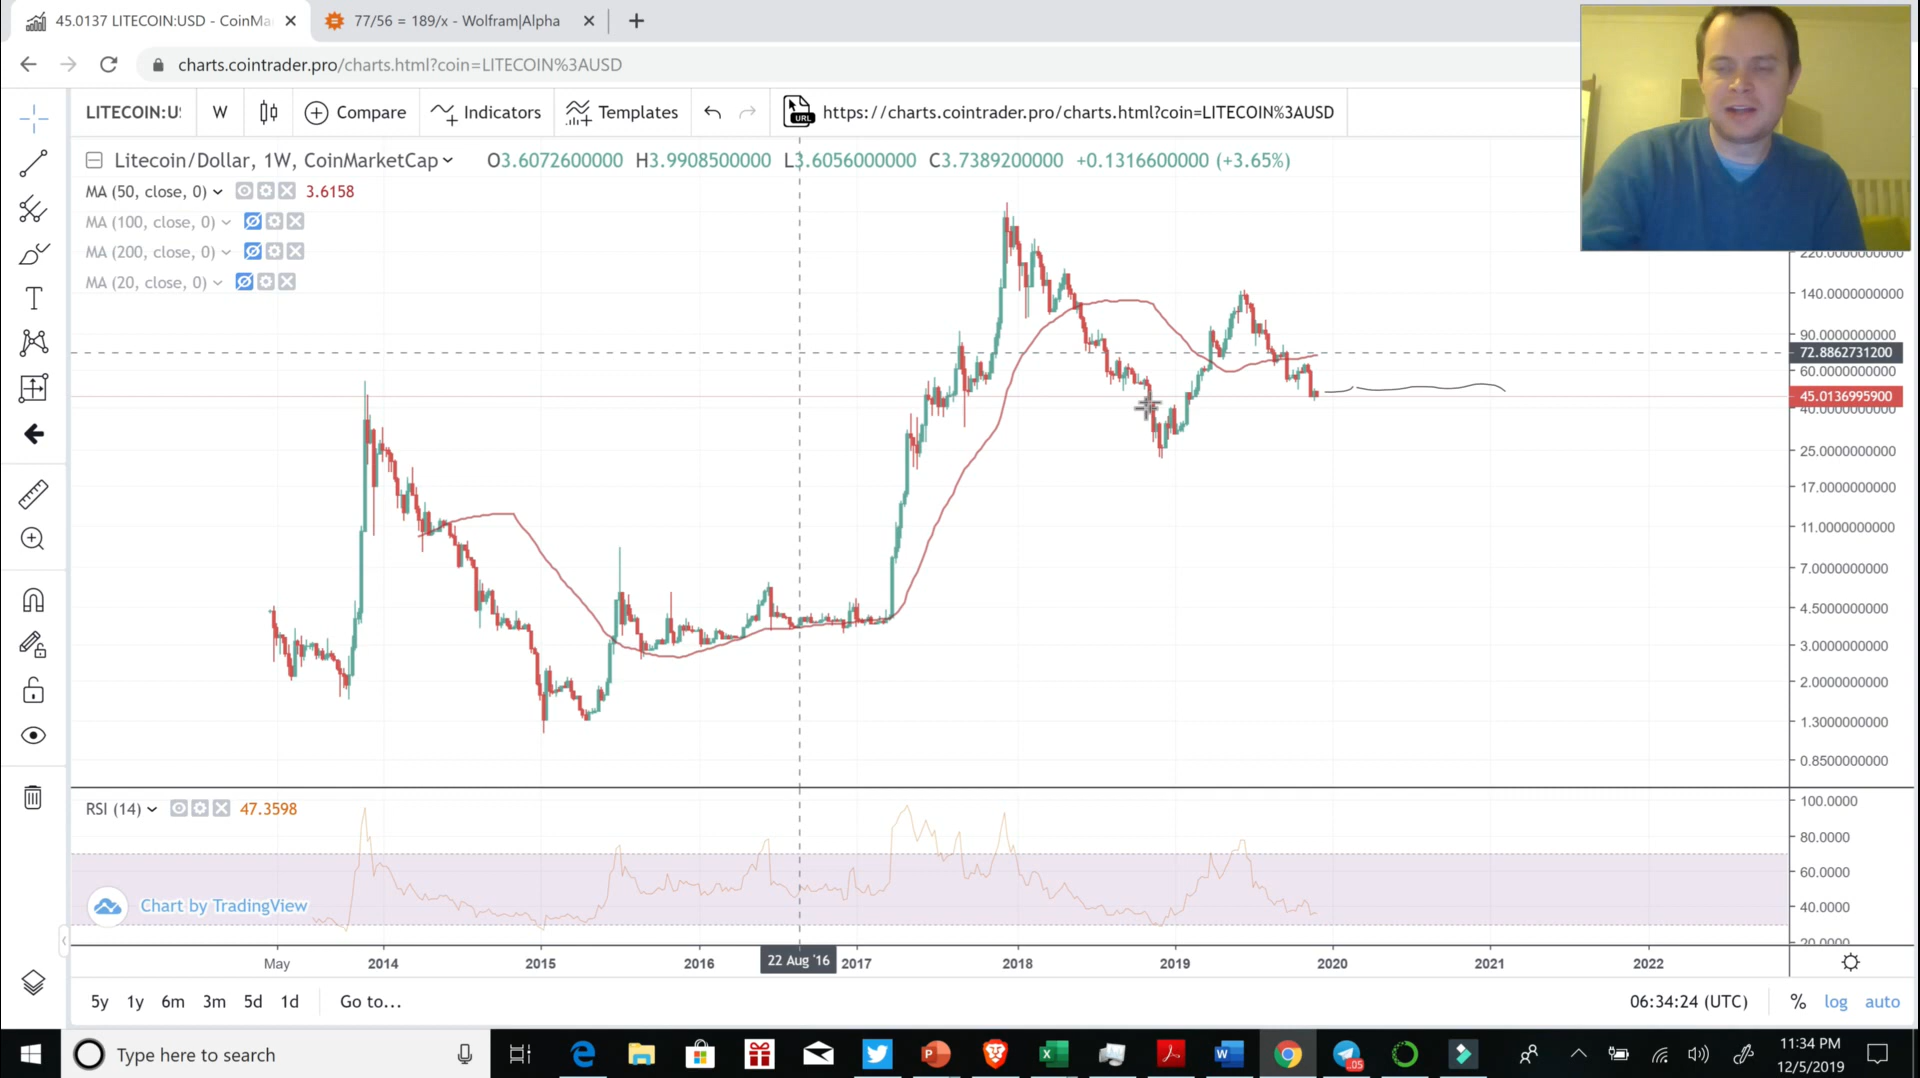 45.0137 LITECOIN:USD - CoinMa
77/56 = 189/x - Wolfram|Alpha
charts.cointrader.pro/charts.html?coin=LITECOIN%3AUSD
LITECOIN:U
W
Compare
Indicators
Templates
URL
https://charts.cointrader.pro/charts.html?coin=LITECOIN%3AUSD
Litecoin/Dollar, 1W, CoinMarketCap
O3.6072600000 H3.9908500000 L3.6056000000 C3.7389200000 +0.1316600000 (+3.65%)
MA (50, close, 0) 3.6158
MA (100, close, 0)
MA (200, close, 0)
MA (20, close, 0)
220.0000000000
140.0000000000
90.0000000000
72.8862731200
60.0000000000
45.0136995900
40.0000000000
25.0000000000
17.0000000000
11.0000000000
7.0000000000
4.5000000000
3.0000000000
2.0000000000
1.3000000000
0.8500000000
RSI (14) 47.3598
100.0000
80.0000
60.0000
40.0000
20.0000
Chart by TradingView
May 2014 2015 2016 22 Aug '16 2017 2018 2019 2020 2021 2022
5y 1y 6m 3m 5d 1d Go to...
06:34:24 (UTC) % log auto
Type here to search
11:34 PM
12/5/2019